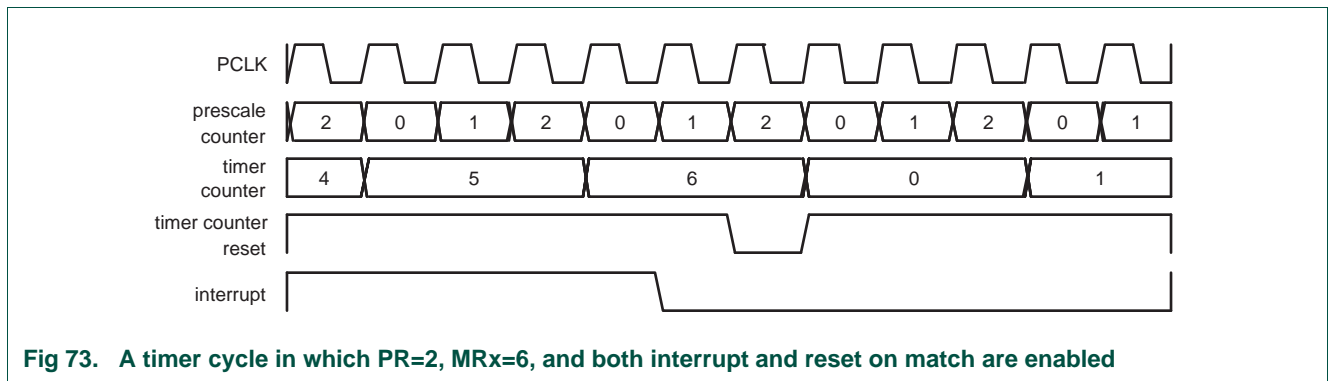 PCLK
prescale
counter
2 0 1 2 0 1 2 0 1 2 0 1
timer
counter
4 5 6 0 1
timer counter
reset
interrupt
Fig 73. A timer cycle in which PR=2, MRx=6, and both interrupt and reset on match are enabled